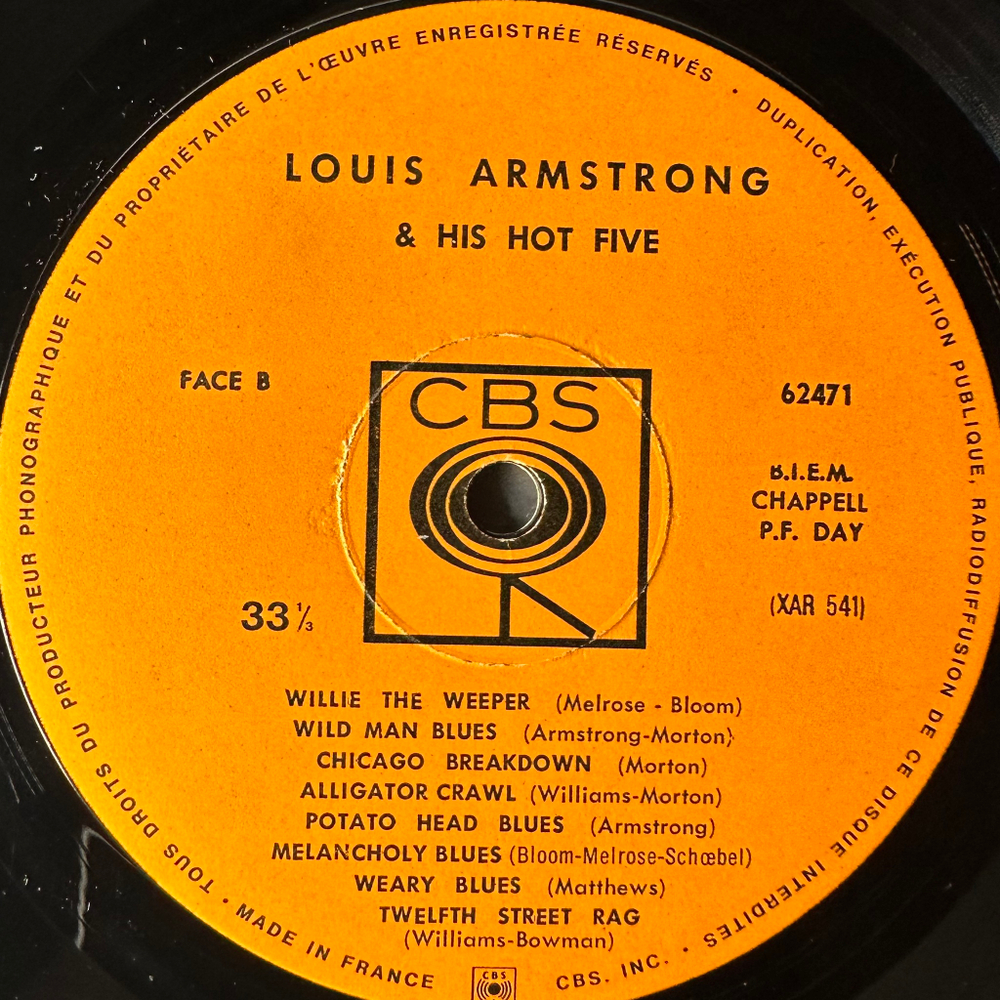 TOUS DROITS DU PRODUCTEUR PHONOGRAPHIQUE ET DU PROPRIÉTAIRE DE L'ŒUVRE ENREGISTRÉE RÉSERVÉS • DUPLICATION, EXÉCUTION PUBLIQUE, RADIODIFFUSION DE CE DISQUE INTERDITES •
LOUIS ARMSTRONG
& HIS HOT FIVE
FACE B
CBS
62471
B.I.E.M.
CHAPPELL
P.F. DAY
33 1/3
(XAR 541)
WILLIE THE WEEPER (Melrose - Bloom)
WILD MAN BLUES (Armstrong-Morton)
CHICAGO BREAKDOWN (Morton)
ALLIGATOR CRAWL (Williams-Morton)
POTATO HEAD BLUES (Armstrong)
MELANCHOLY BLUES (Bloom-Melrose-Schœbel)
WEARY BLUES (Matthews)
TWELFTH STREET RAG
(Williams-Bowman)
• MADE IN FRANCE
CBS
CBS. INC.